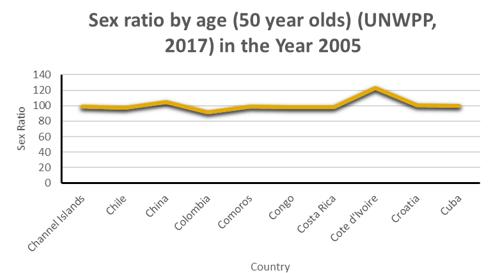 Sex ratio by age (50 year olds) (UNWPP,
2017) in the Year 2005
140
120
100
80
60
40
20
0
Sex Ratio
Channel Islands
Chile
China
Colombia
Comoros
Congo
Costa Rica
Cote d'Ivoire
Croatia
Cuba
Country